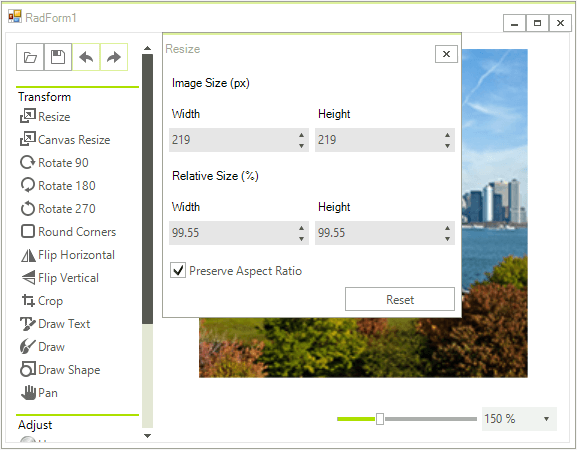 RadForm1
Transform
Resize
Canvas Resize
Rotate 90
Rotate 180
Rotate 270
Round Corners
Flip Horizontal
Flip Vertical
Crop
Draw Text
Draw
Draw Shape
Pan
Adjust
Resize
Image Size (px)
Width Height
219 219
Relative Size (%)
Width Height
99.55 99.55
Preserve Aspect Ratio
Reset
150 %